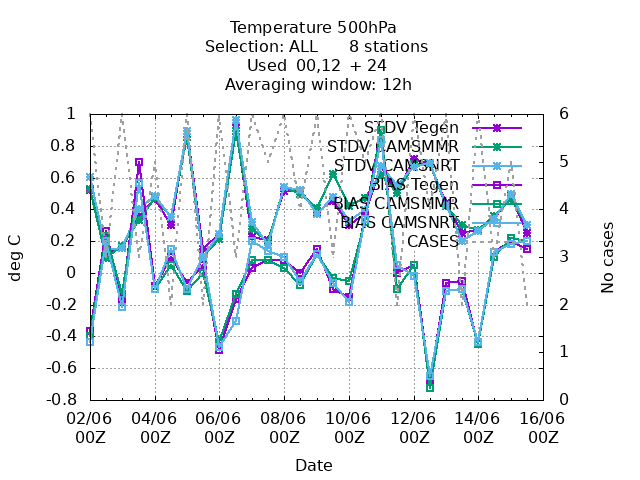 Temperature 500hPa
Selection: ALL 8 stations
Used 00,12 + 24
Averaging window: 12h
1
0.8
0.6
0.4
0.2
0
-0.2
-0.4
-0.6
-0.8
deg C
6
5
4
3
2
1
0
No cases
STDV Tegen
STDV CAMSMMR
STDV CAMSNRT
BIAS Tegen
BIAS CAMSMMR
BIAS CAMSNRT
CASES
02/06 04/06 06/06 08/06 10/06 12/06 14/06 16/06
00Z 00Z 00Z 00Z 00Z 00Z 00Z 00Z
Date